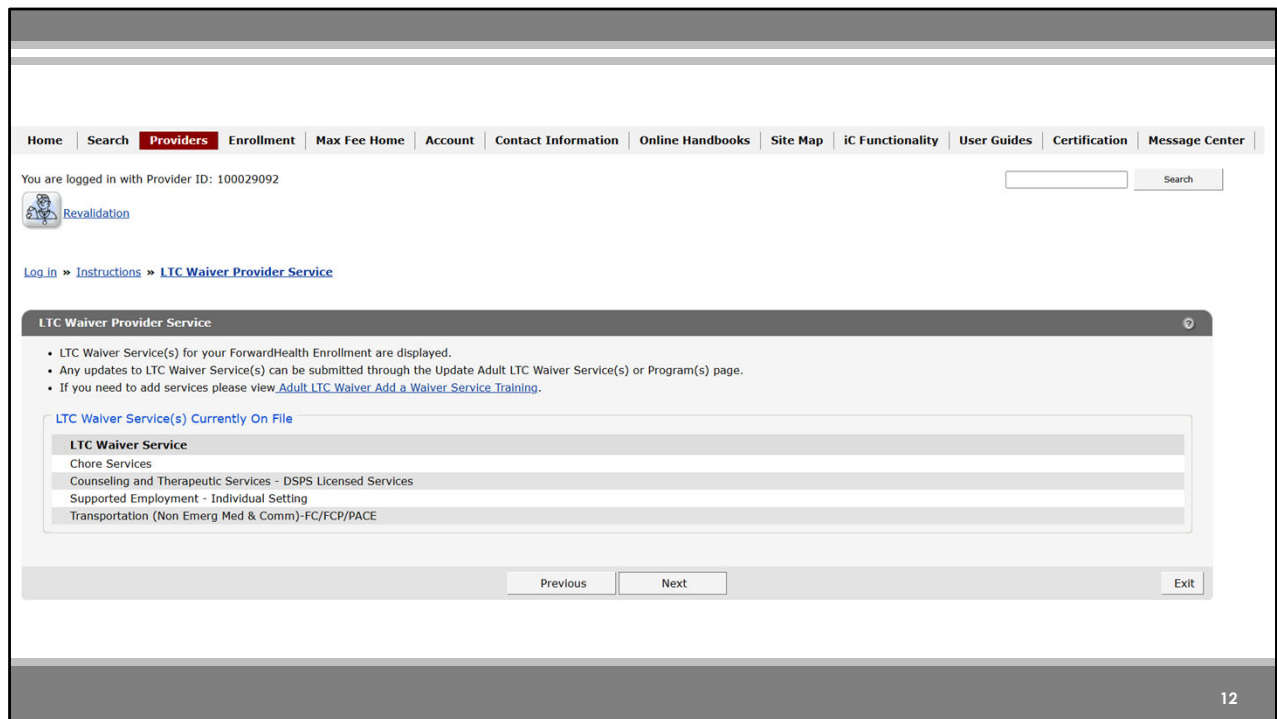 Home Search Providers Enrollment Max Fee Home Account Contact Information Online Handbooks Site Map iC Functionality User Guides Certification Message Center
You are logged in with Provider ID: 100029092
Search
Revalidation
Log in » Instructions » LTC Waiver Provider Service
LTC Waiver Provider Service
?
• LTC Waiver Service(s) for your ForwardHealth Enrollment are displayed.
• Any updates to LTC Waiver Service(s) can be submitted through the Update Adult LTC Waiver Service(s) or Program(s) page.
• If you need to add services please view Adult LTC Waiver Add a Waiver Service Training.
LTC Waiver Service(s) Currently On File
LTC Waiver Service
Chore Services
Counseling and Therapeutic Services - DSPS Licensed Services
Supported Employment - Individual Setting
Transportation (Non Emerg Med & Comm)-FC/FCP/PACE
Previous Next Exit
12